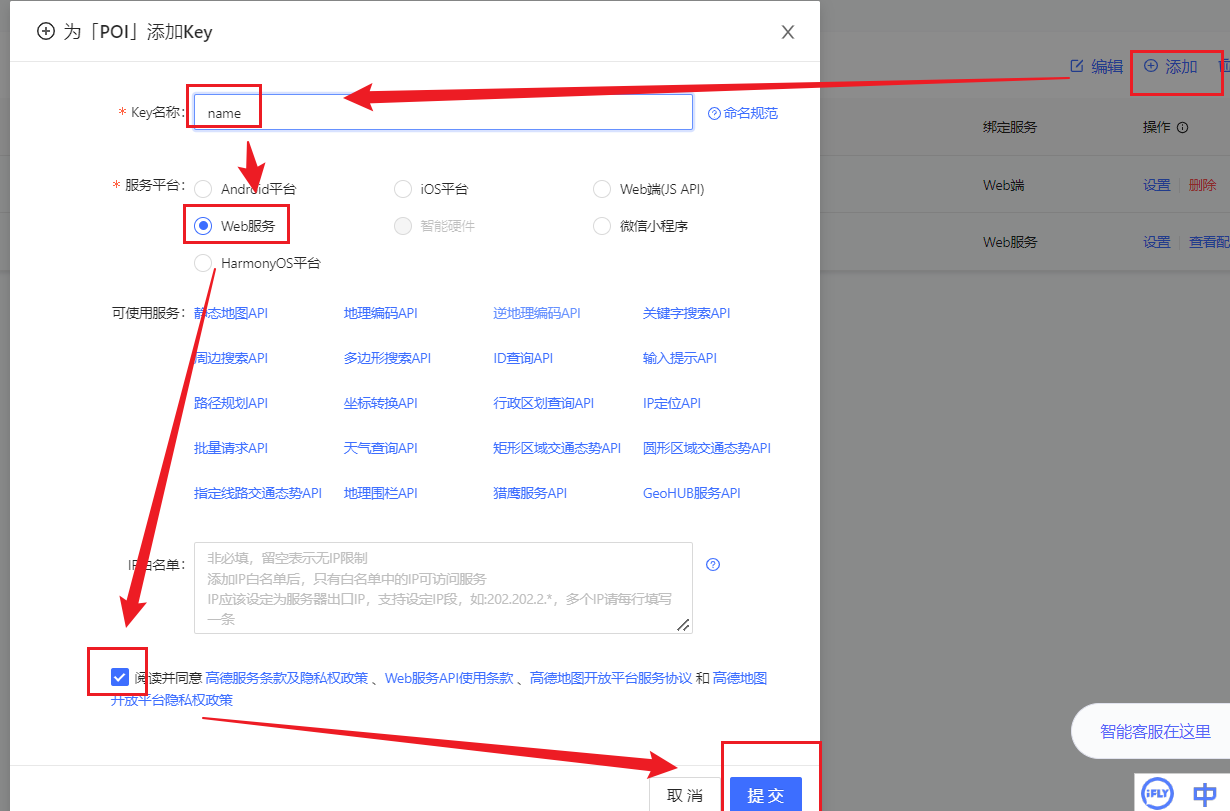 为「POI」添加Key
编辑 添加
* Key名称: name 命名规范
绑定服务 操作
* 服务平台: Android平台 iOS平台 Web端(JS API)
Web端 设置 删除
Web服务 智能硬件 微信小程序
Web服务 设置 查看配
HarmonyOS平台
可使用服务: 静态地图API 地理编码API 逆地理编码API 关键字搜索API
周边搜索API 多边形搜索API ID查询API 输入提示API
路径规划API 坐标转换API 行政区划查询API IP定位API
批量请求API 天气查询API 矩形区域交通态势API 圆形区域交通态势API
指定线路交通态势API 地理围栏API 猎鹰服务API GeoHUB服务API
IP白名单: 非必填，留空表示无IP限制
添加IP白名单后，只有白名单中的IP可访问服务
IP应该设定为服务器出口IP，支持设定IP段，如:202.202.2.*，多个IP请每行填写
一条
阅读并同意 高德服务条款及隐私权政策 、Web服务API使用条款 、高德地图开放平台服务协议 和 高德地图
开放平台隐私权政策
智能客服在这里
取 消 提 交
iFLY 中